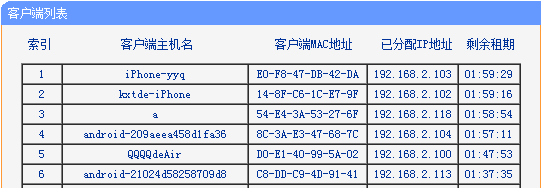 客户端列表
索引 客户端主机名 客户端MAC地址 已分配IP地址 剩余租期
1 iPhone-yyq E0-F8-47-DB-42-DA 192.168.2.103 01:59:29
2 kxtde-iPhone 14-8F-C6-1C-E7-9F 192.168.2.102 01:59:16
3 a 54-E4-3A-53-27-6F 192.168.2.118 01:58:54
4 android-209aeea458d1fa36 8C-3A-E3-47-68-7C 192.168.2.104 01:57:11
5 QQQQdeAir D0-E1-40-99-5A-02 192.168.2.100 01:47:53
6 android-21024d58258709d8 C8-DD-C9-4D-91-41 192.168.2.113 01:37:35